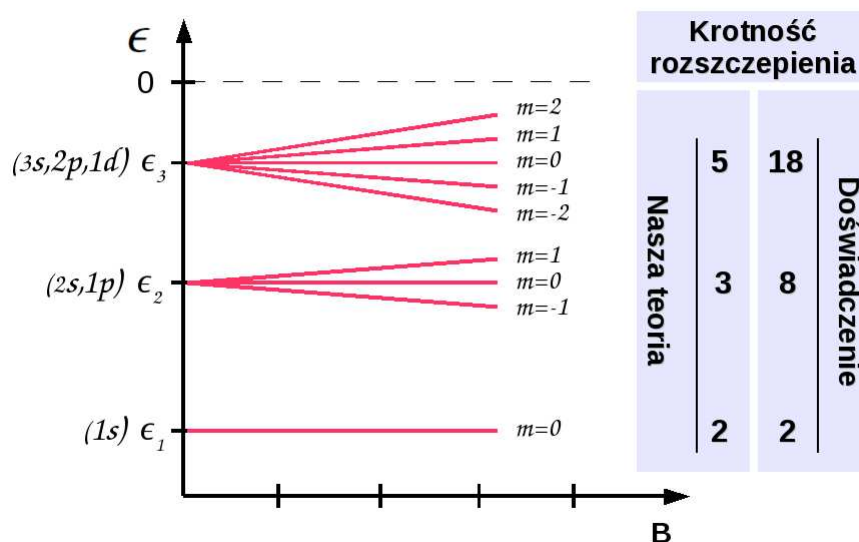 Krotność
rozszczepienia
ϵ
0
m=2
m=1
(3s,2p,1d) ϵ₃
m=0
m=-1
m=-2
5 18
m=1
(2s,1p) ϵ₂
m=0
m=-1
3 8
(1s) ϵ₁
m=0
2 2
Nasza teoria
Doświadczenie
B